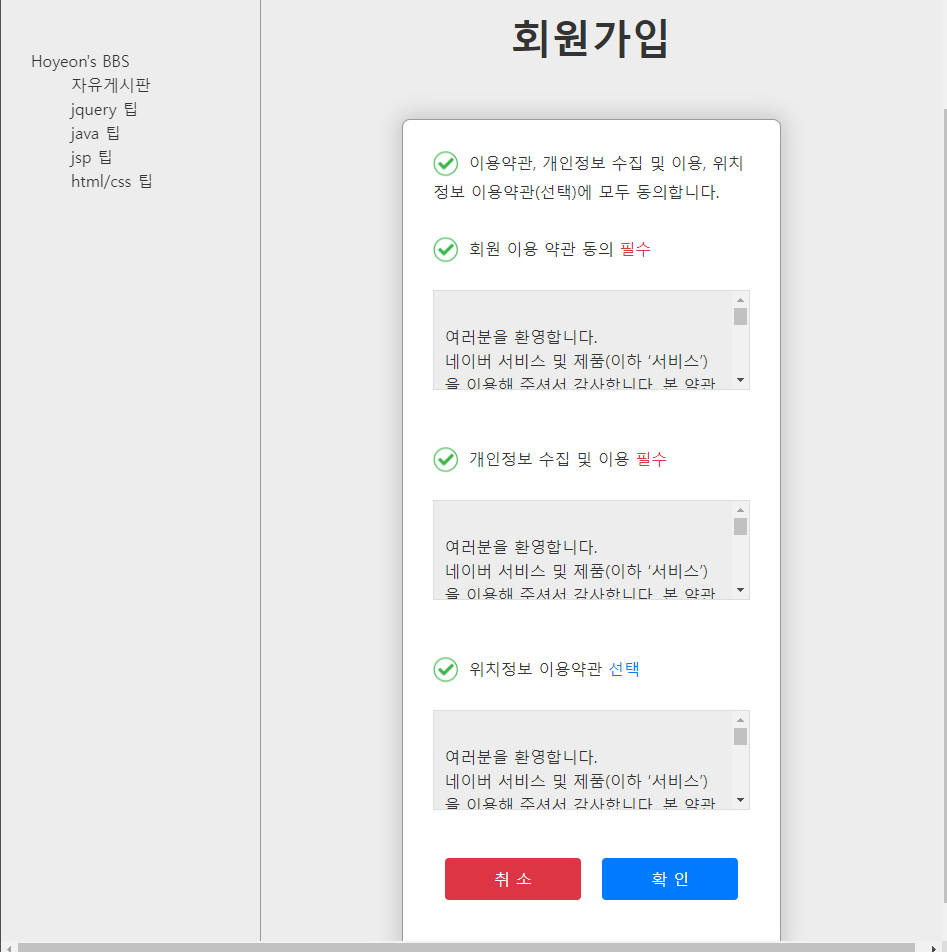 회원가입
Hoyeon's BBS
자유게시판
jquery 팁
java 팁
jsp 팁
html/css 팁
이용약관, 개인정보 수집 및 이용, 위치
정보 이용약관(선택)에 모두 동의합니다.
회원 이용 약관 동의 필수
여러분을 환영합니다.
네이버 서비스 및 제품(이하 ‘서비스’)
을 이용해 주셔서 감사합니다. 본 약관
개인정보 수집 및 이용 필수
여러분을 환영합니다.
네이버 서비스 및 제품(이하 ‘서비스’)
을 이용해 주셔서 감사합니다. 본 약관
위치정보 이용약관 선택
여러분을 환영합니다.
네이버 서비스 및 제품(이하 ‘서비스’)
을 이용해 주셔서 감사합니다. 본 약관
취 소
확 인